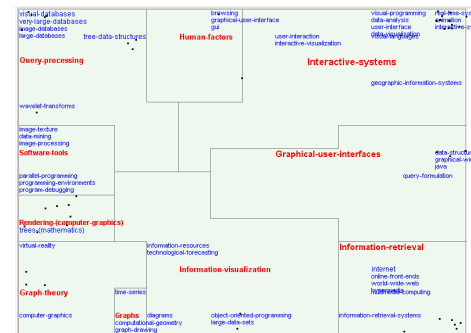 visual-databases
very-large-databases
image-databases
large-databases
tree-data-structures
browsing
graphical-user-interface
gui
Human-factors
user-interaction
interactive-visualization
visual-programming
data-analysis
user-interface
data-visualisation
visual-languages
Query-processing
Interactive-systems
geographic-information-systems
wavelet-transforms
image-texture
data-mining
image-processing
Software-tools
Graphical-user-interfaces
java
parallel-programming
programming-environments
program-debugging
query-formulation
Rendering-(computer-graphics)
trees-(mathematics)
virtual-reality
information-resources
technological-forecasting
Information-retrieval
Information-visualization
internet
online-front-ends
world-wide-web
Graph-theory
time-series
computer-graphics
Graphs
diagrams
computational-geometry
graph-drawing
object-oriented-programming
large-data-sets
information-retrieval-systems